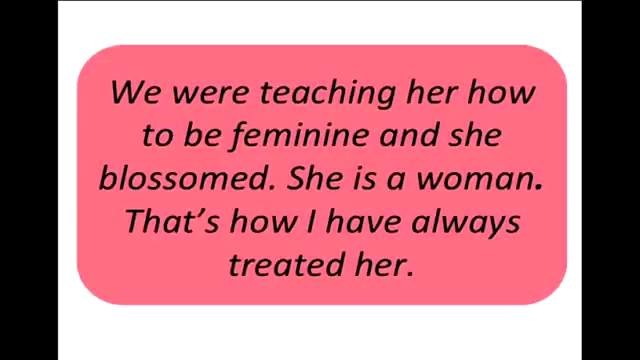 We were teaching her how
to be feminine and she
blossomed. She is a woman.
That’s how I have always
treated her.